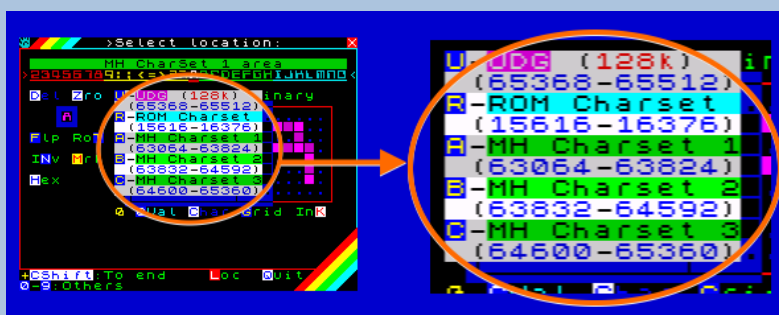 >Select location:
MH CharSet 1 area
Del Zro
inary
Flp RoT
INv Mrr
Hex
U-UDG (128k)
(65368-65512)
R-ROM Charset
(15616-16376)
A-MH Charset 1
(63064-63824)
B-MH Charset 2
(63832-64592)
C-MH Charset 3
(64600-65360)
Grid InK
+CShift:To end Loc Quit
0-9:Others
U-UDG (128k)
(65368-65512)
R-ROM Charset
(15616-16376)
A-MH Charset 1
(63064-63824)
B-MH Charset 2
(63832-64592)
C-MH Charset 3
(64600-65360)